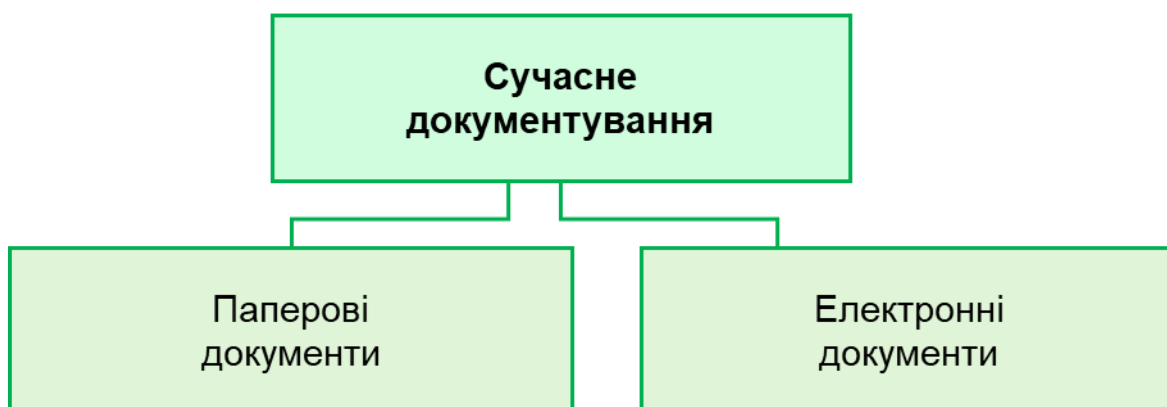 Сучасне
документування
Паперові
документи
Електронні
документи